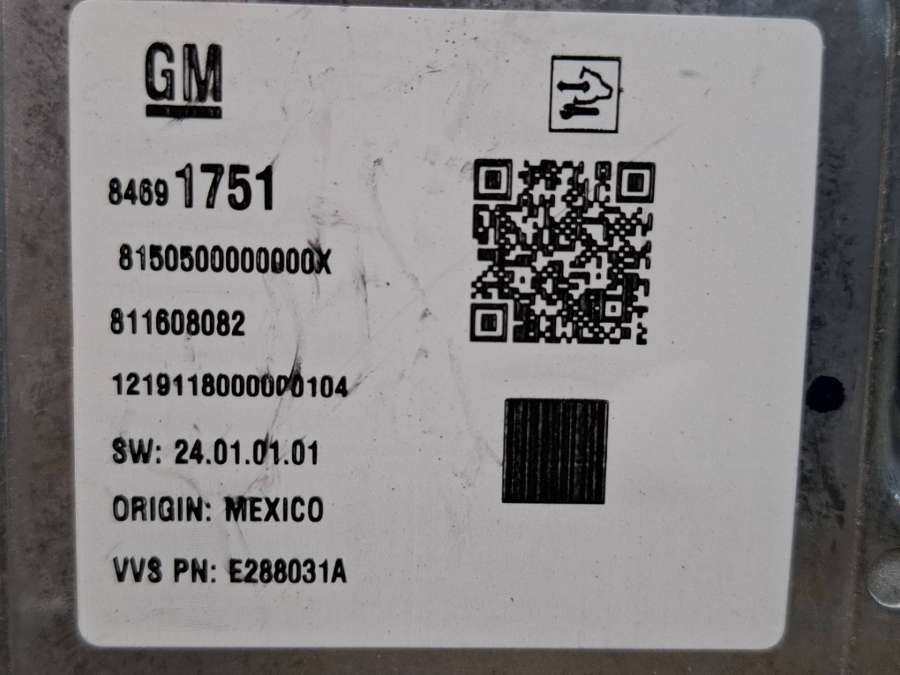 GM
84691751
8150500000000X
811608082
1219118000000104
SW: 24.01.01.01
ORIGIN: MEXICO
VVS PN: E288031A